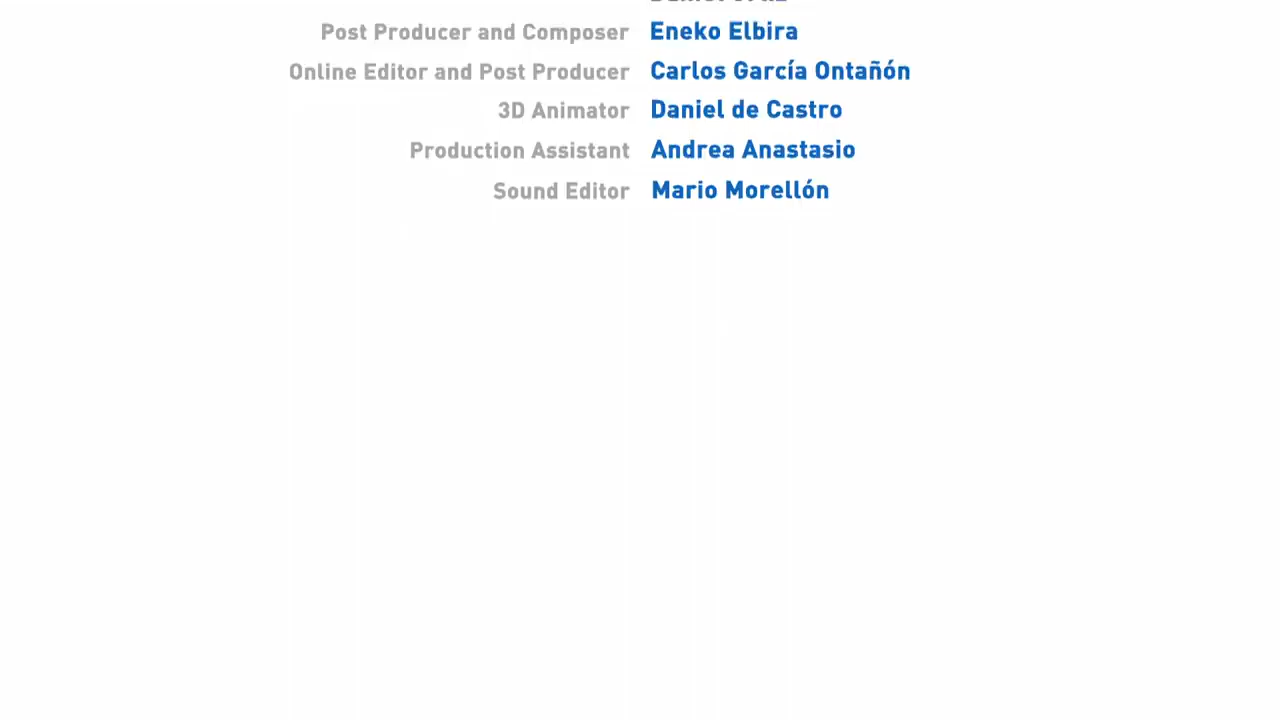 Post Producer and Composer Eneko Elbira
Online Editor and Post Producer Carlos García Ontañón
3D Animator Daniel de Castro
Production Assistant Andrea Anastasio
Sound Editor Mario Morellón